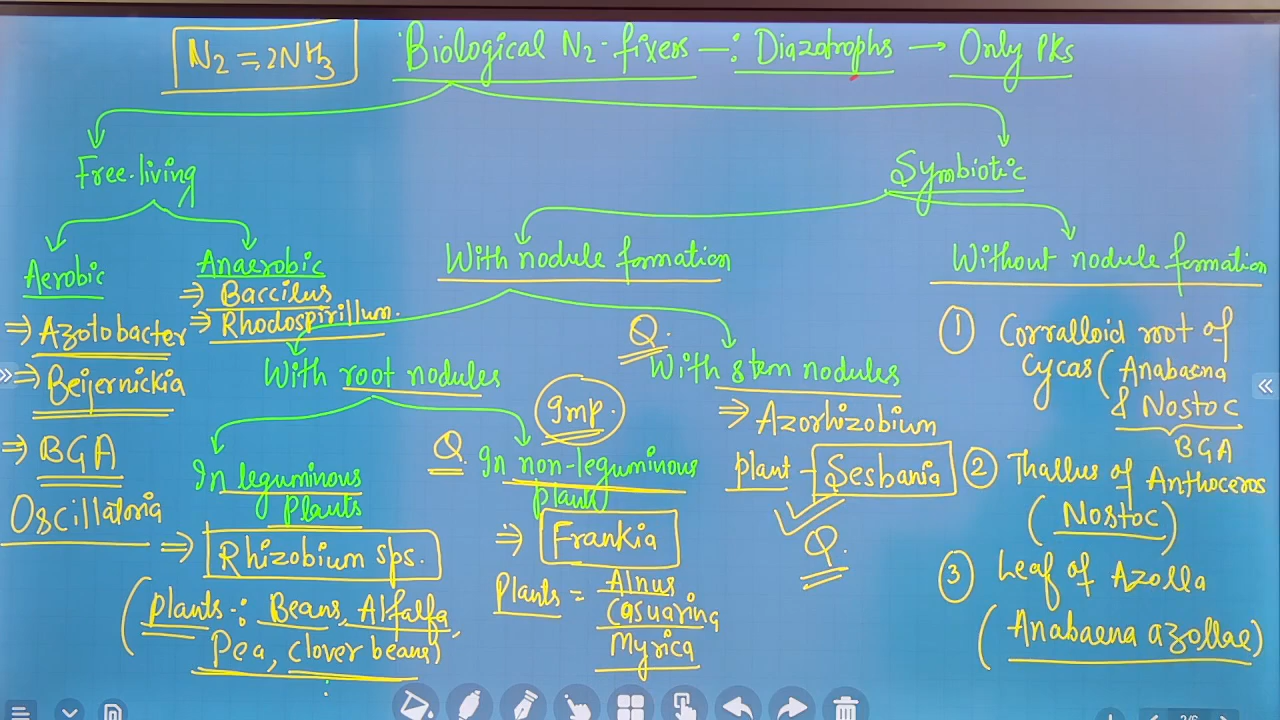 N2 ⇒ 2NH3
Biological N2-fixers —: Diazotrophs → Only PKs
Free-living
Symbiotic
Aerobic
Anaerobic
⇒ Baccilus
⇒ Rhodospirillum.
⇒ Azotobacter
⇒ Beijernickia
⇒ BGA
Oscillatoria
With nodule formation
Without nodule formation
With root nodules
Q.
With stem nodules
⇒ Azorhizobium
plant - Sesbania
Q.
In leguminous
Plants
⇒ Rhizobium sps.
(plants -: Beans, Alfalfa,
Pea, clover beans)
Imp.
Q.
In non-leguminous
plants
⇒ Frankia
Plants = Alnus
Casuarina
Myrica
① Corralloid root of
Cycas (Anabaena
& Nostoc
BGA
② Thallus of Anthoceros
(Nostoc)
③ Leaf of Azolla
(Anabaena azollae)